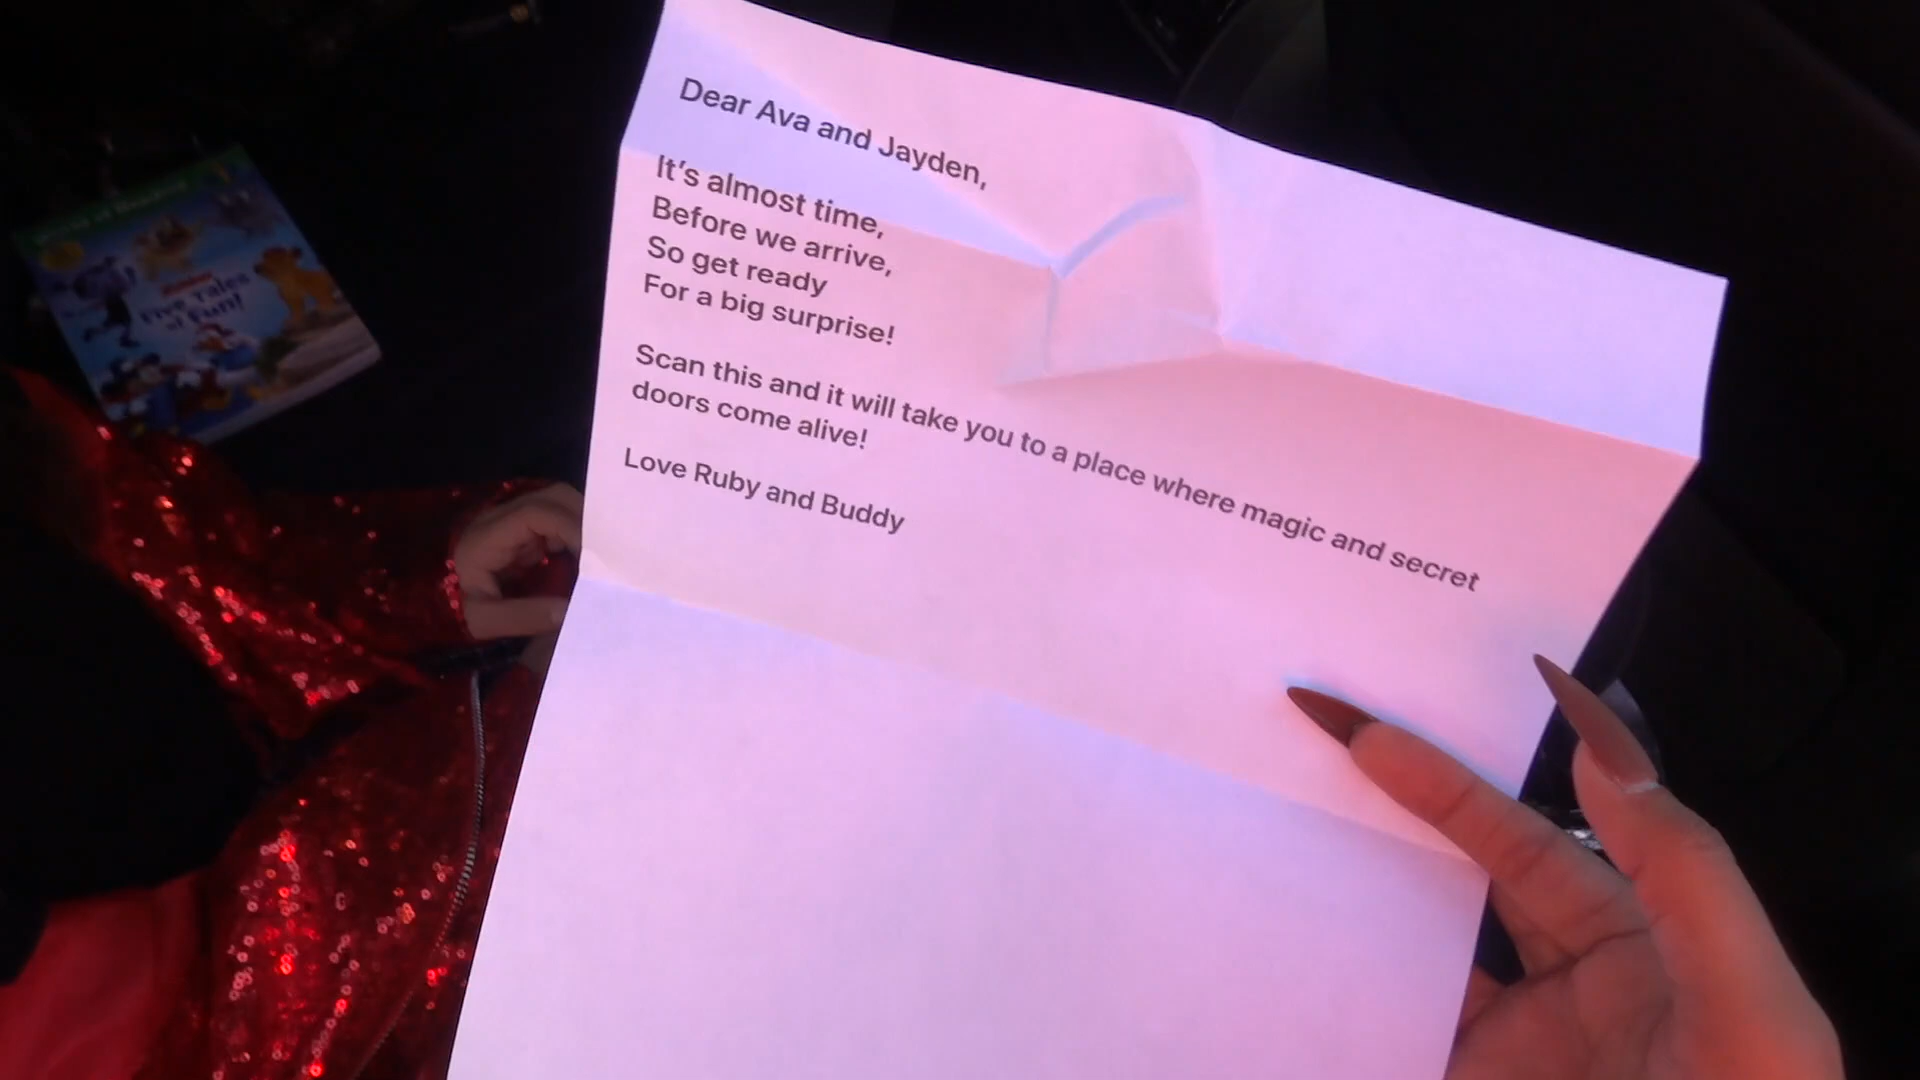 Dear Ava and Jayden,
It's almost time,
Before we arrive,
So get ready
For a big surprise!
Scan this and it will take you to a place where magic and secret
doors come alive!
Love Ruby and Buddy
Five Tales
of Fun!